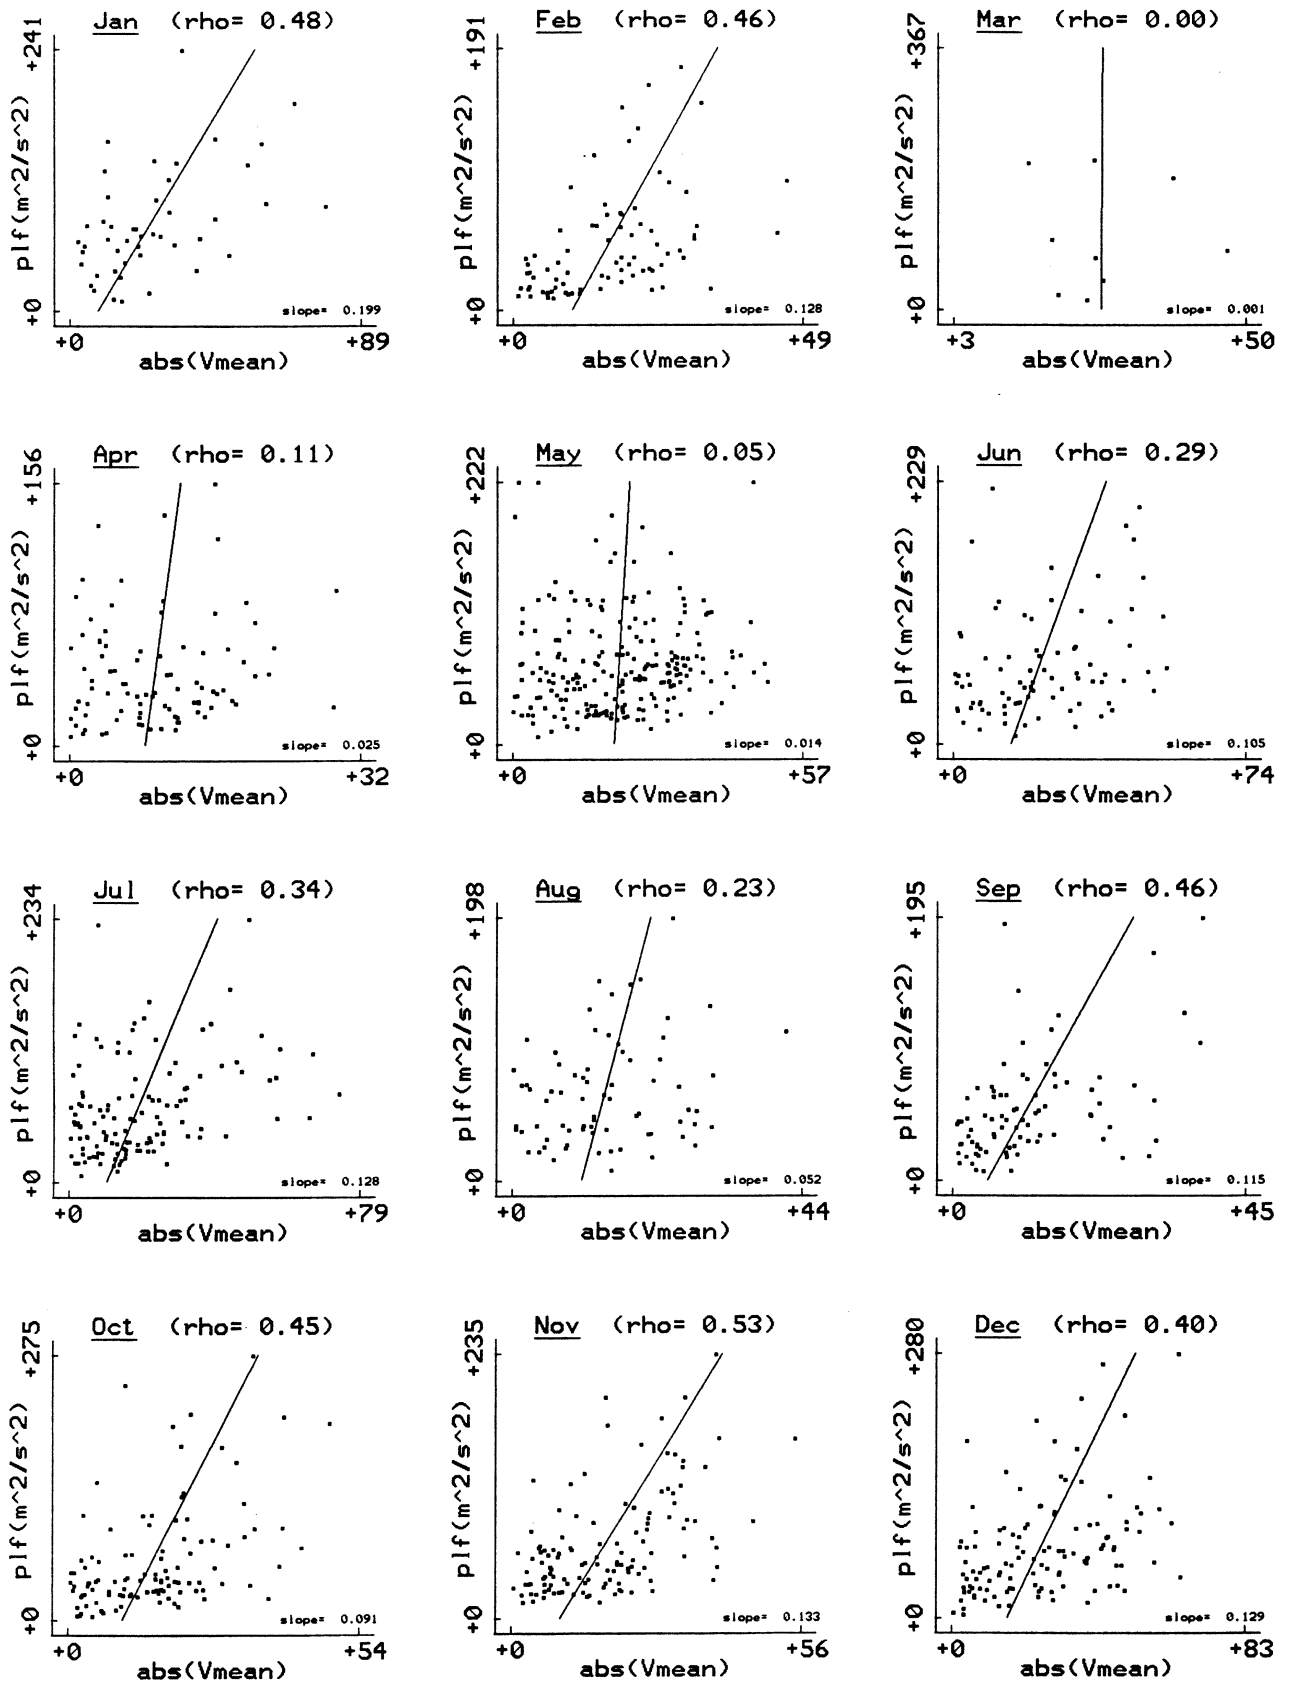 Jan (rho= 0.48)
+241
plf(m^2/s^2)
+0
slope= 0.199
+0 +89
abs(Vmean)
Feb (rho= 0.46)
+191
plf(m^2/s^2)
+0
slope= 0.128
+0 +49
abs(Vmean)
Mar (rho= 0.00)
+367
plf(m^2/s^2)
+0
slope= 0.001
+3 +50
abs(Vmean)
Apr (rho= 0.11)
+156
plf(m^2/s^2)
+0
slope= 0.025
+0 +32
abs(Vmean)
May (rho= 0.05)
+222
plf(m^2/s^2)
+0
slope= 0.014
+0 +57
abs(Vmean)
Jun (rho= 0.29)
+229
plf(m^2/s^2)
+0
slope= 0.105
+0 +74
abs(Vmean)
Jul (rho= 0.34)
+234
plf(m^2/s^2)
+0
slope= 0.128
+0 +79
abs(Vmean)
Aug (rho= 0.23)
+198
plf(m^2/s^2)
+0
slope= 0.052
+0 +44
abs(Vmean)
Sep (rho= 0.46)
+195
plf(m^2/s^2)
+0
slope= 0.115
+0 +45
abs(Vmean)
Oct (rho= 0.45)
+275
plf(m^2/s^2)
+0
slope= 0.091
+0 +54
abs(Vmean)
Nov (rho= 0.53)
+235
plf(m^2/s^2)
+0
slope= 0.133
+0 +56
abs(Vmean)
Dec (rho= 0.40)
+280
plf(m^2/s^2)
+0
slope= 0.129
+0 +83
abs(Vmean)